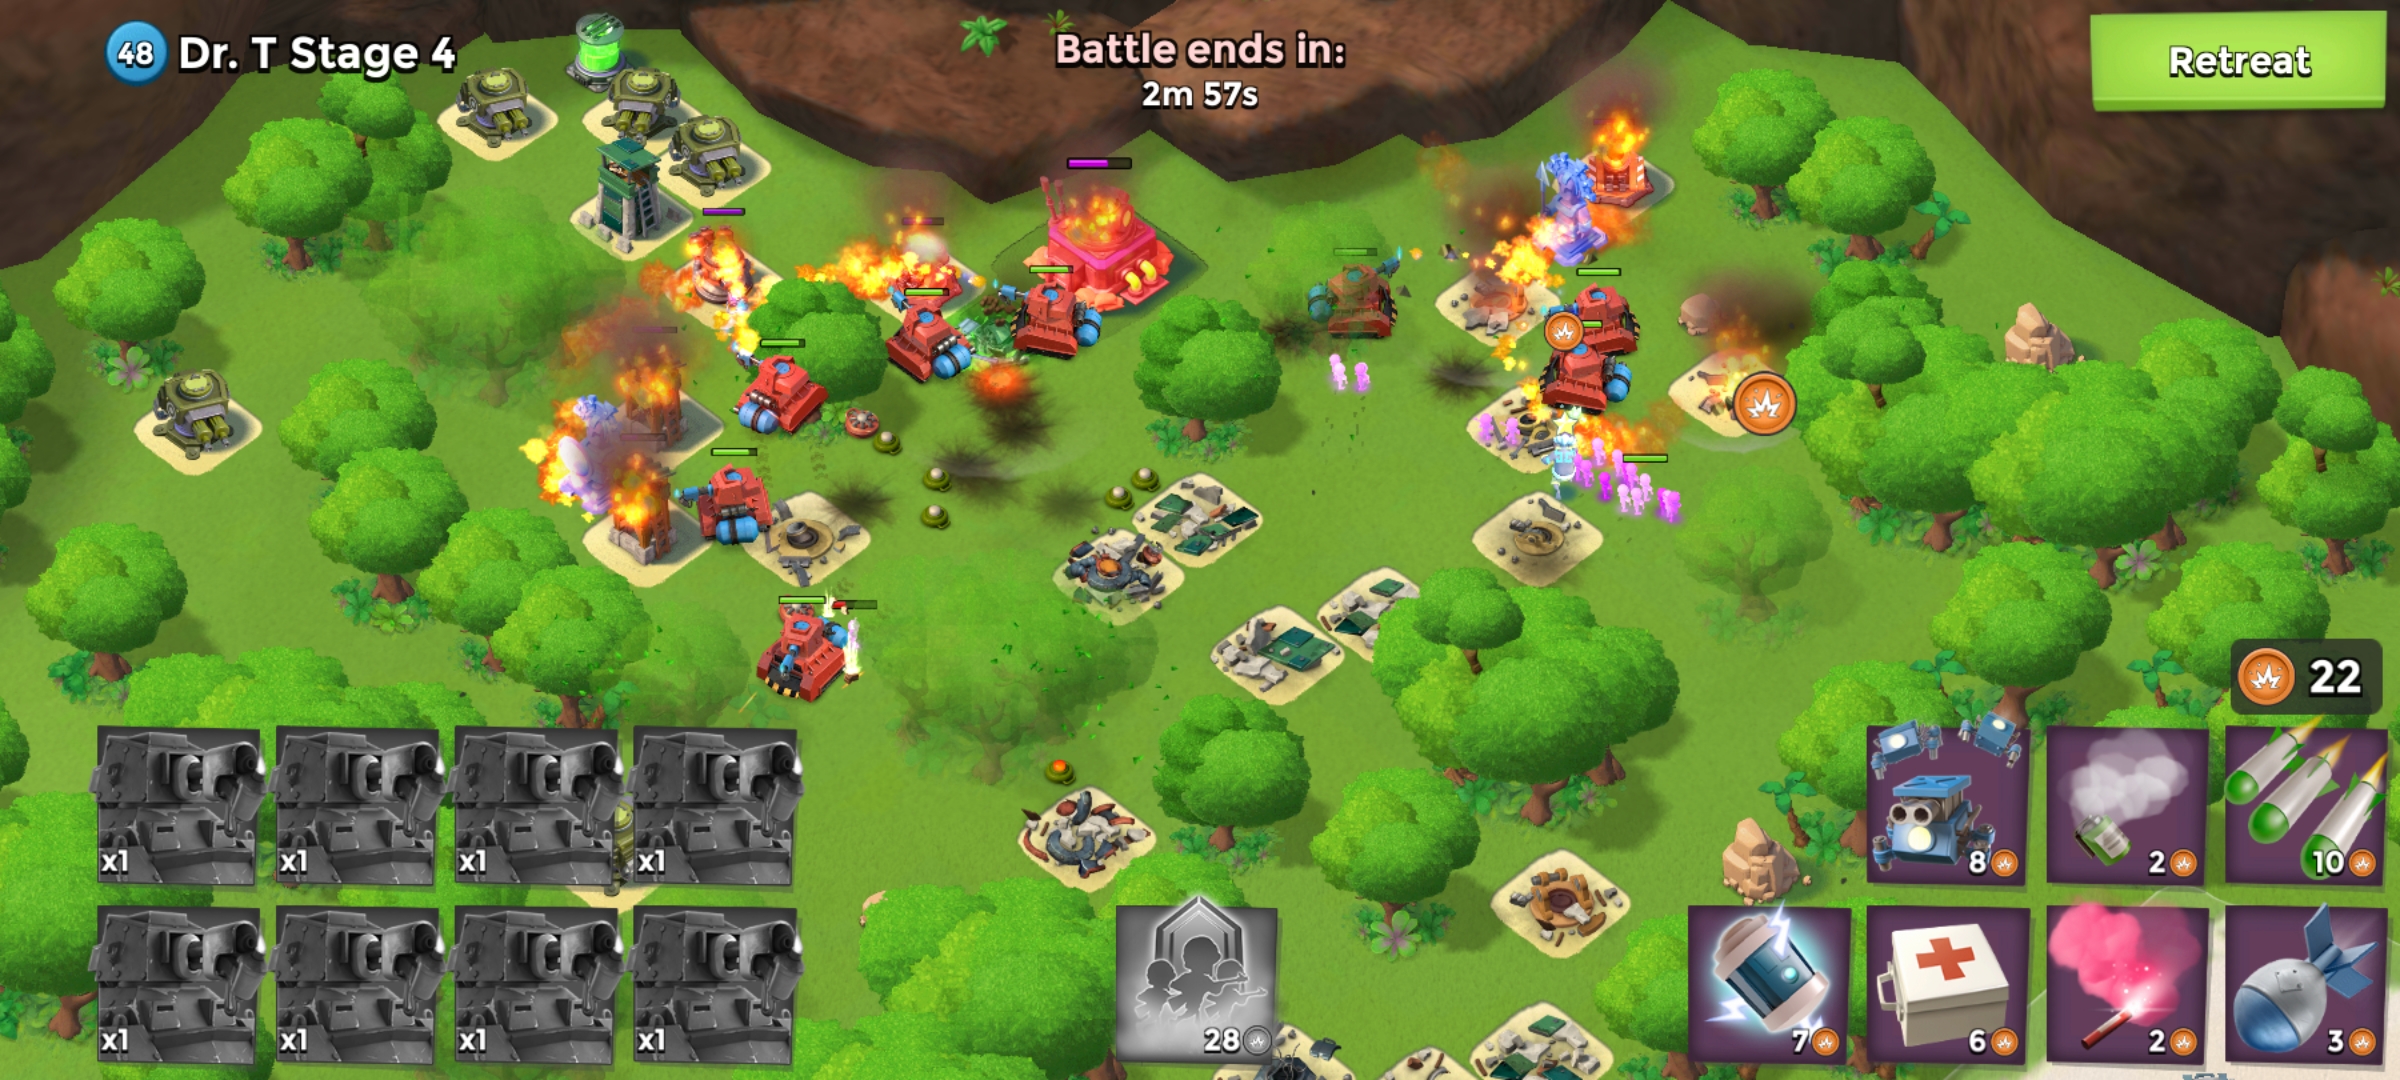 48 Dr. T Stage 4
Battle ends in:
2m 57s
Retreat
22
x1 x1 x1 x1
8 2 10
x1 x1 x1 x1
28
7 6 2 3